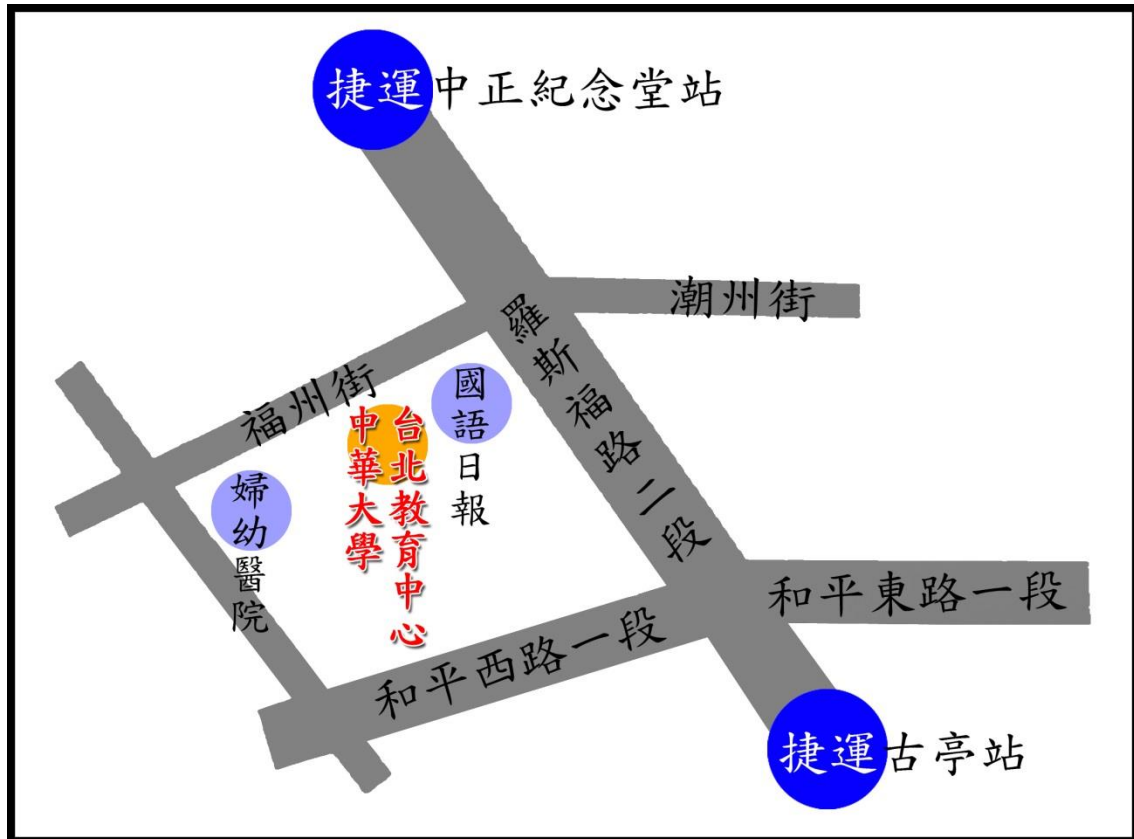 捷運中正紀念堂站
潮州街
羅斯福路二段
福州街
國語日報
台北教育中心
中華大學
婦幼醫院
和平東路一段
和平西路一段
捷運古亭站